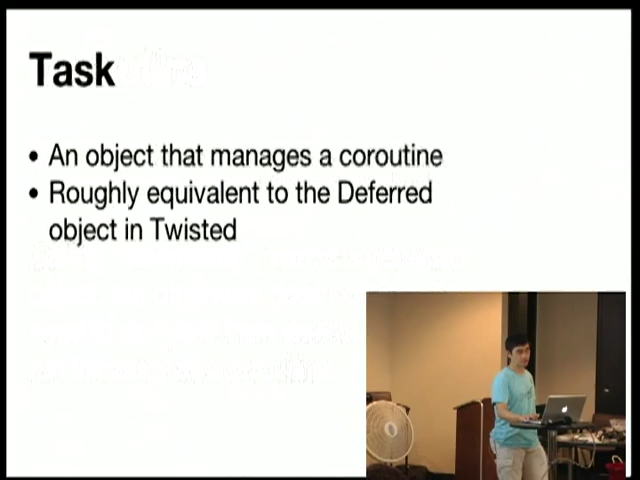 Task
• An object that manages a coroutine
• Roughly equivalent to the Deferred
object in Twisted